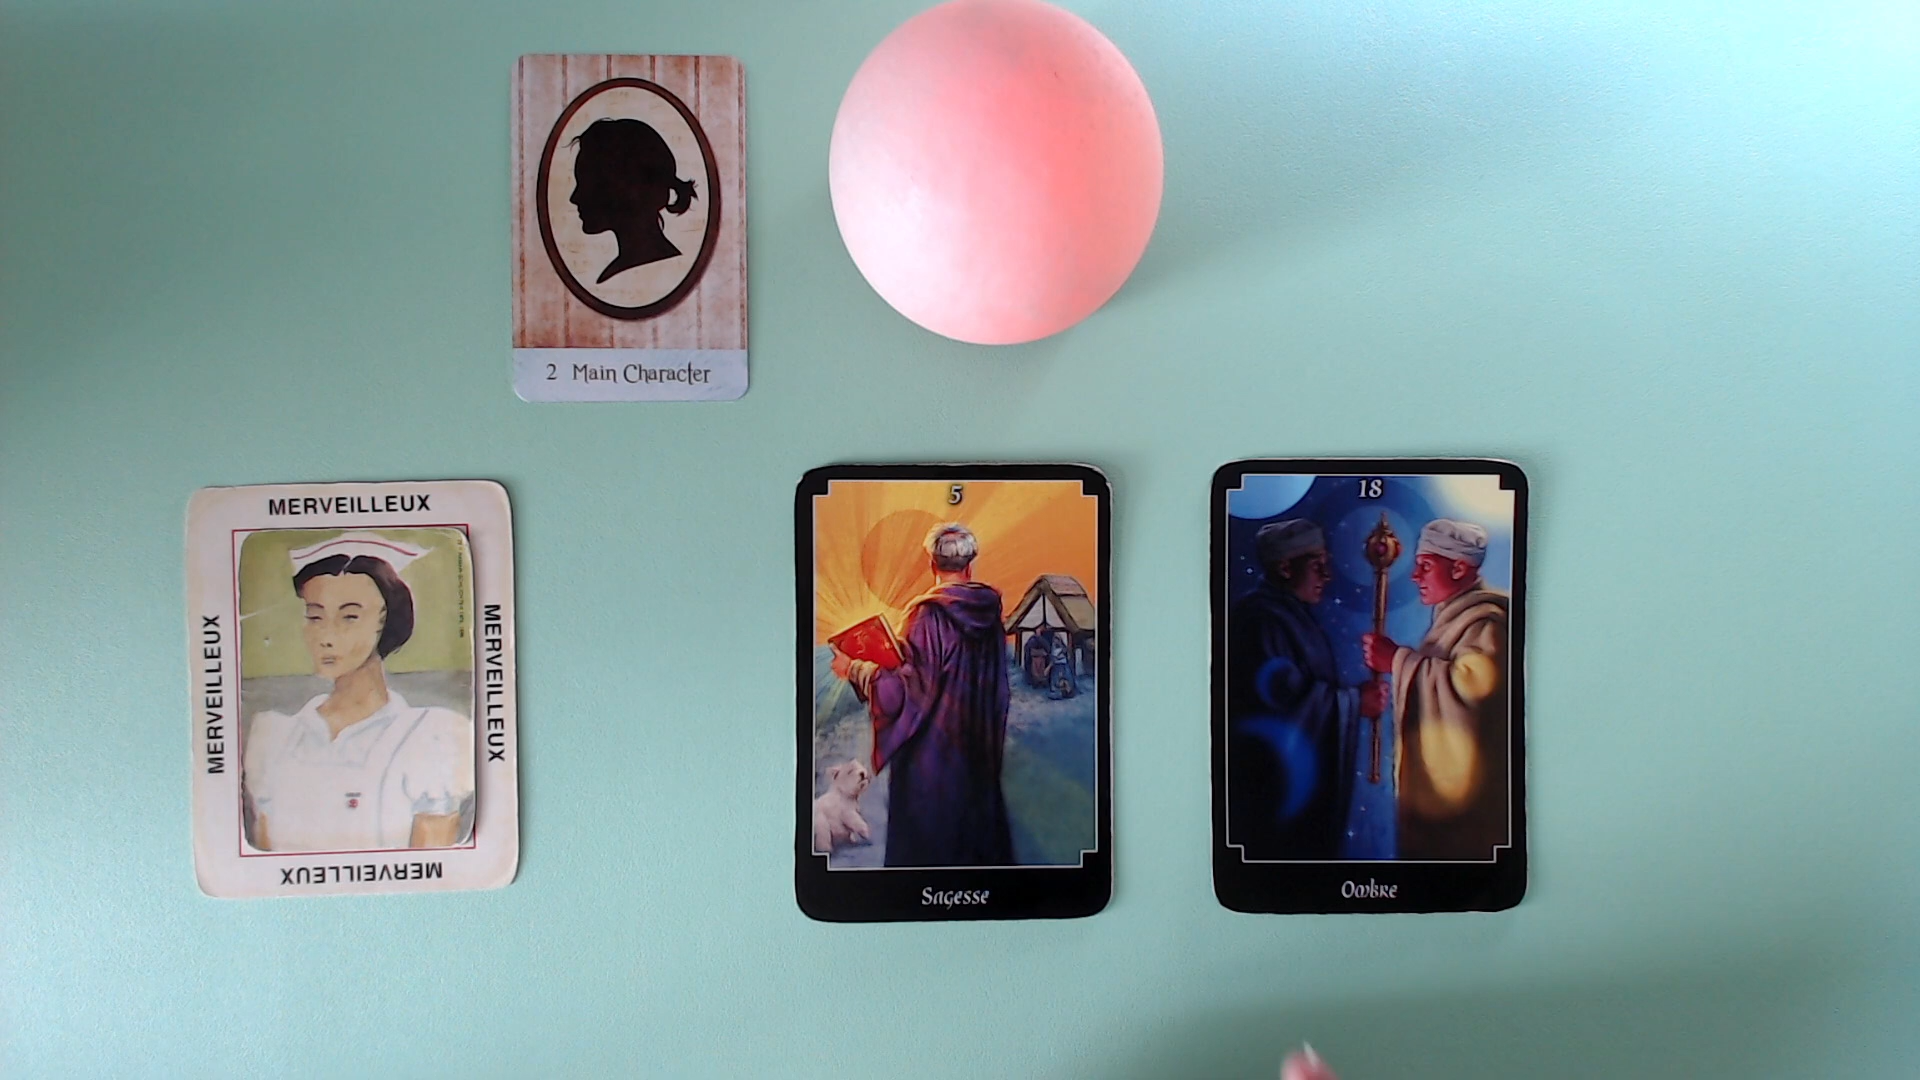 2 Main Character
MERVEILLEUX
MERVEILLEUX
MERVEILLEUX
MERVEILLEUX
5
Sagesse
18
Ombre